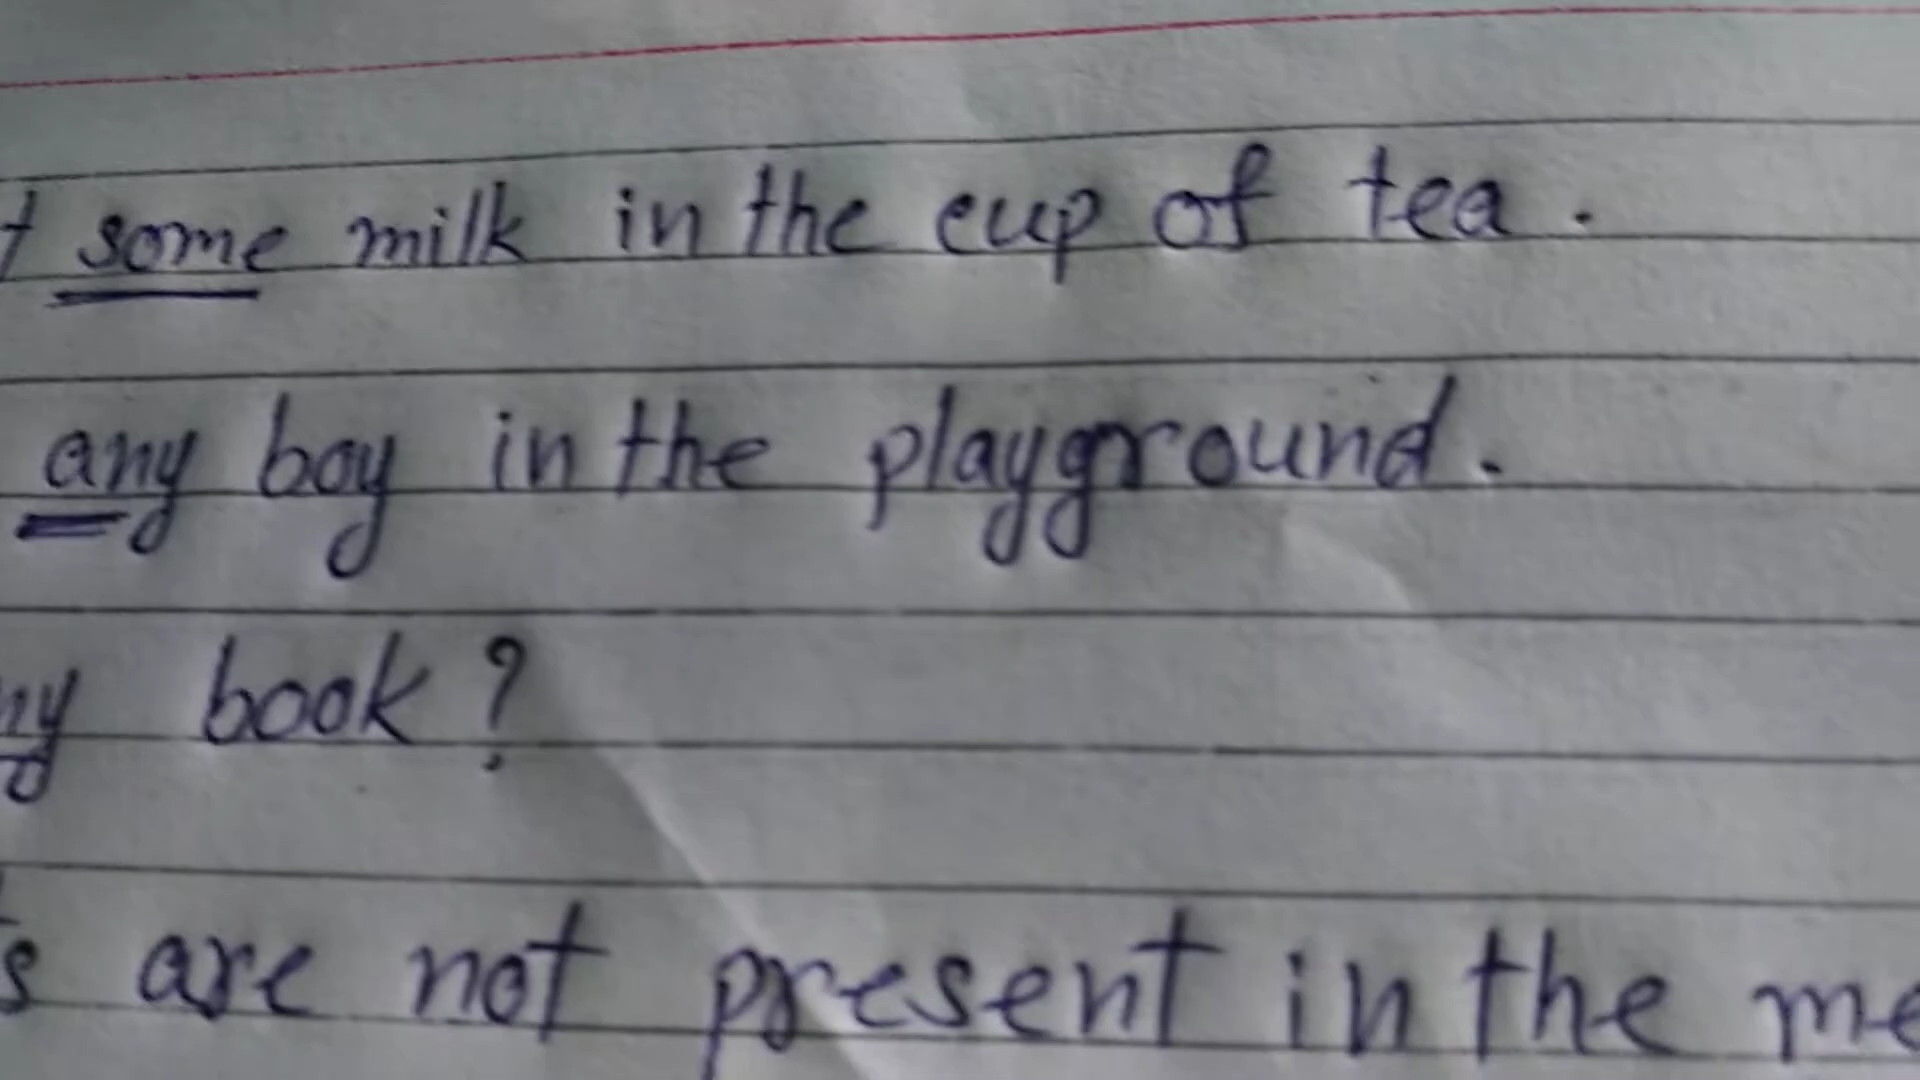 some milk in the cup of tea.
any boy in the playground.
book?
are not present in the